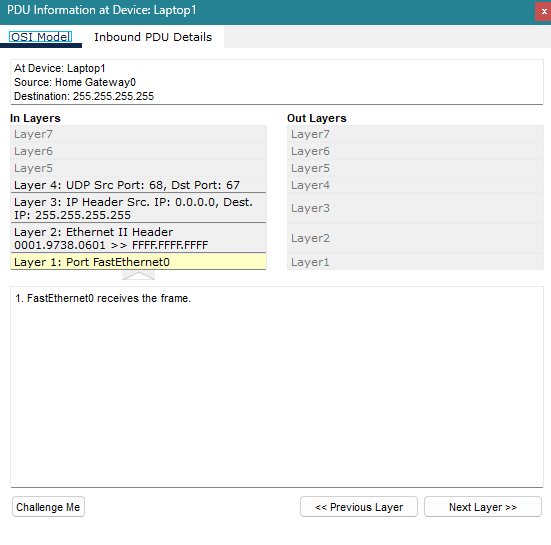 PDU Information at Device: Laptop1
x
OSI Model
Inbound PDU Details
At Device: Laptop1
Source: Home Gateway0
Destination: 255.255.255.255
In Layers
Layer7
Layer6
Layer5
Layer 4: UDP Src Port: 68, Dst Port: 67
Layer 3: IP Header Src. IP: 0.0.0.0, Dest.
IP: 255.255.255.255
Layer 2: Ethernet II Header
0001.9738.0601 >> FFFF.FFFF.FFFF
Layer 1: Port FastEthernet0
Out Layers
Layer7
Layer6
Layer5
Layer4
Layer3
Layer2
Layer1
1. FastEthernet0 receives the frame.
Challenge Me
<< Previous Layer
Next Layer >>